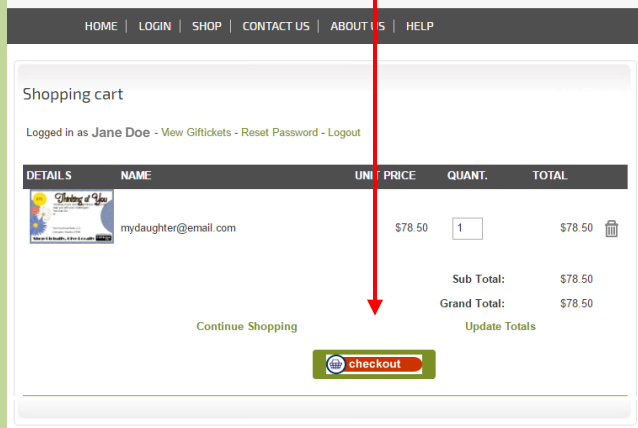 HOME | LOGIN | SHOP | CONTACT US | ABOUT US | HELP
Shopping cart
Logged in as Jane Doe - View Giftickets - Reset Password - Logout
DETAILS NAME UNIT PRICE QUANT. TOTAL
Thinking of You
mydaughter@email.com $78.50 1 $78.50
Sub Total: $78.50
Grand Total: $78.50
Continue Shopping Update Totals
checkout